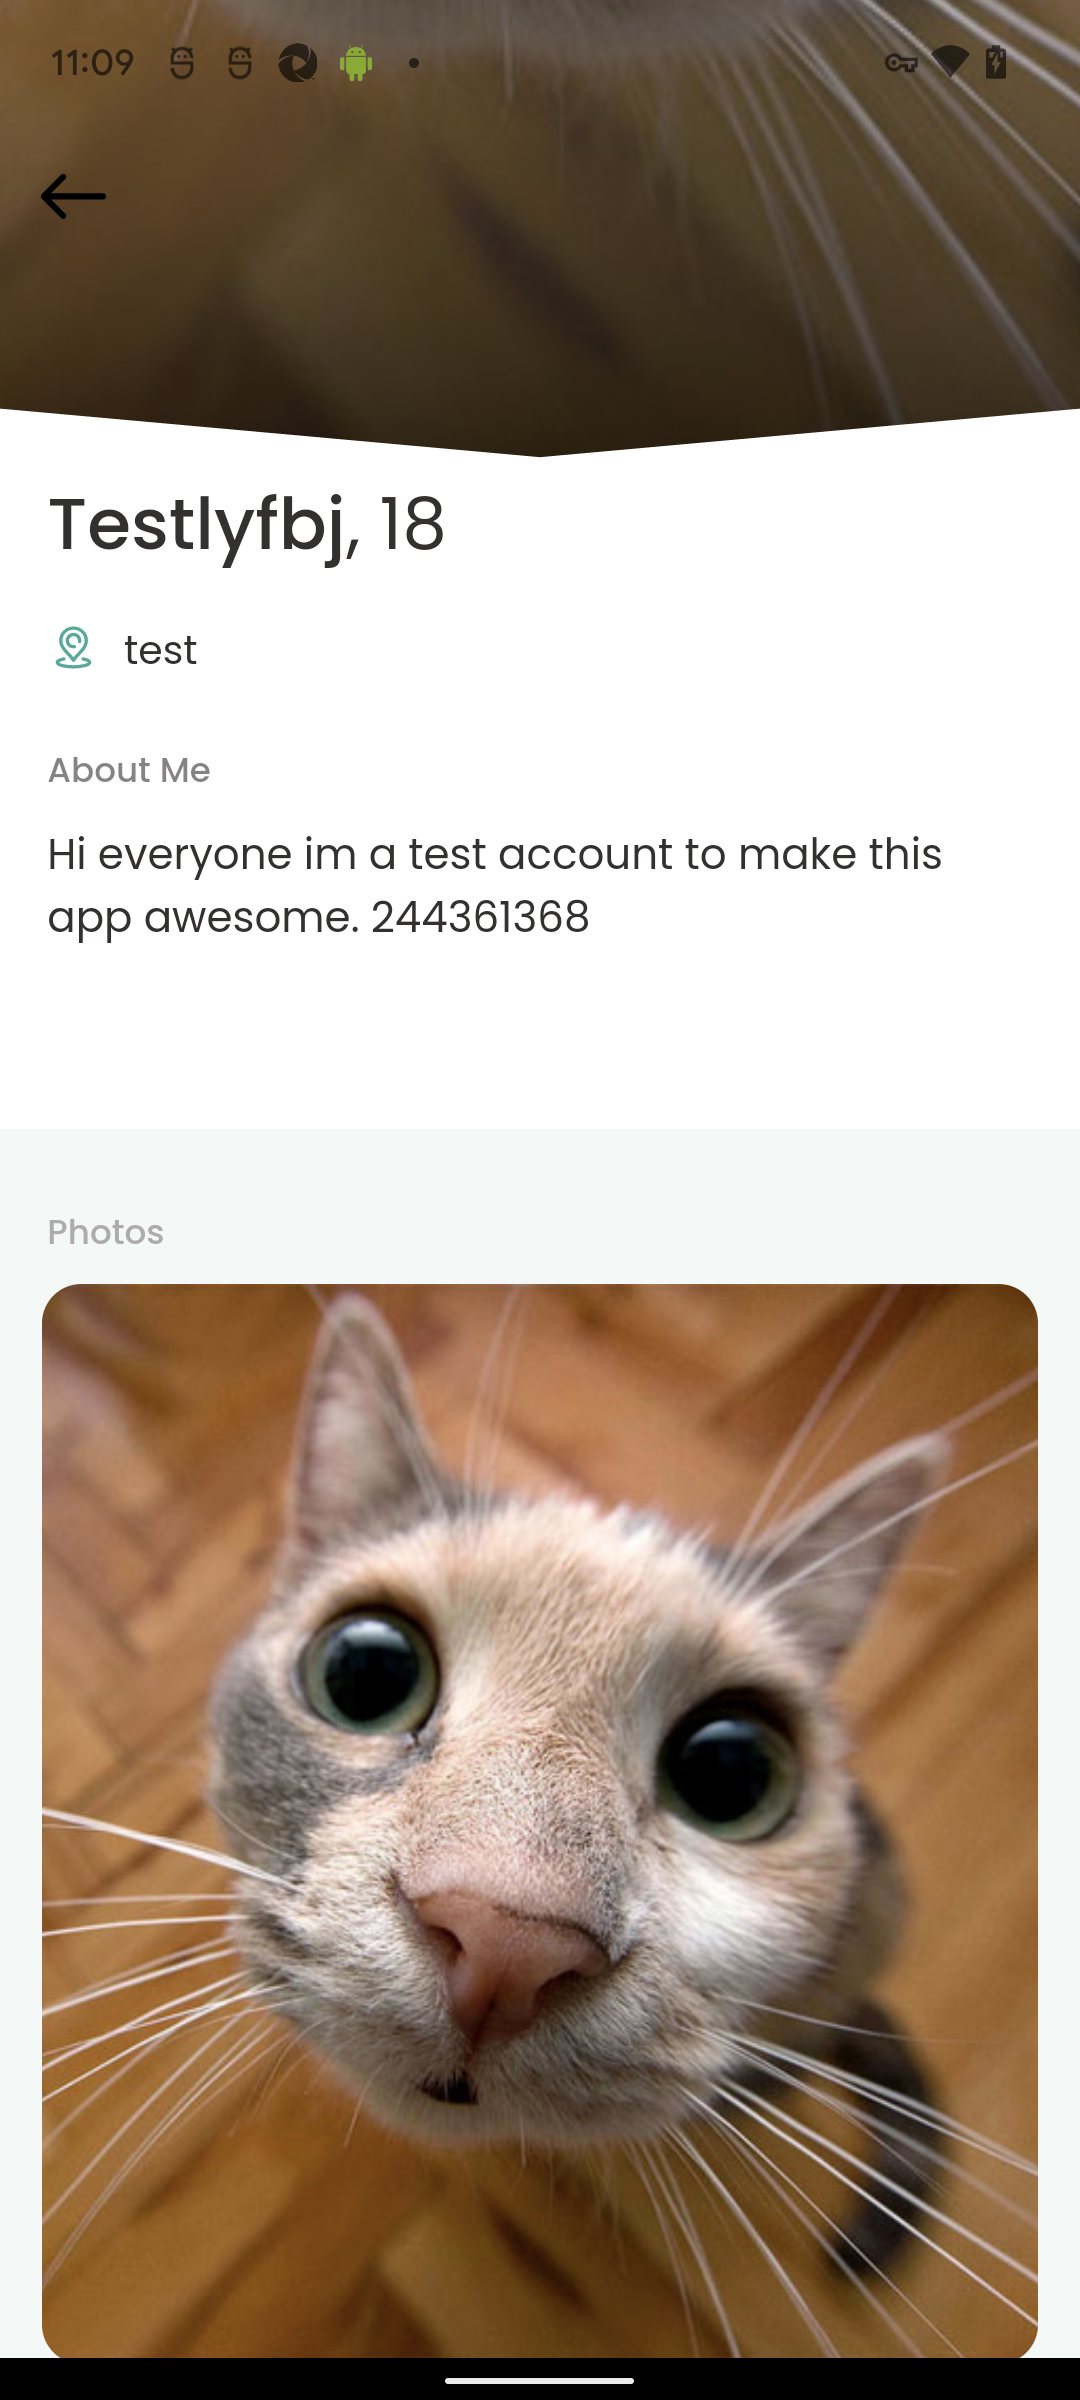 11:09
Testlyfbj, 18
test
About Me
Hi everyone im a test account to make this
app awesome. 244361368
Photos